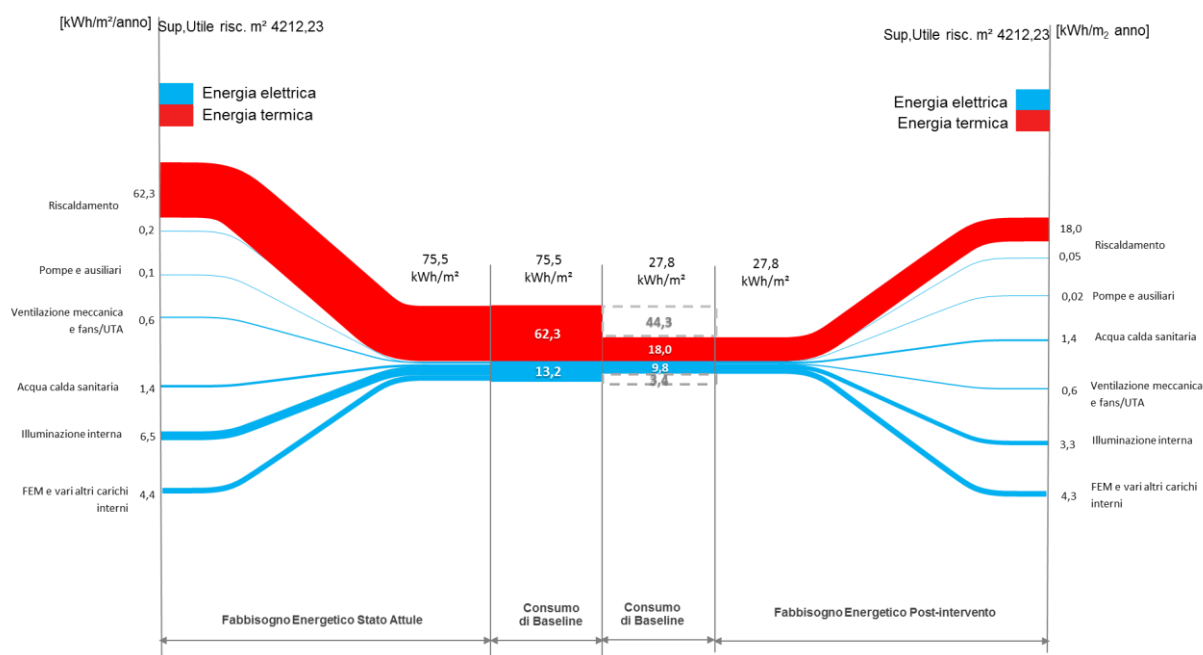 [kWh/m²/anno]
Sup,Utile risc. m² 4212,23
Sup,Utile risc. m² 4212,23
[kWh/m₂ anno]
Energia elettrica
Energia termica
Energia elettrica
Energia termica
62,3
Riscaldamento
0,2
Pompe e ausiliari
0,1
Ventilazione meccanica
e fans/UTA
0,6
Acqua calda sanitaria
1,4
Illuminazione interna
6,5
FEM e vari altri carichi
interni
4,4
75,5
kWh/m²
75,5
kWh/m²
27,8
kWh/m²
27,8
kWh/m²
62,3
13,2
44,3
18,0
9,8
3,4
18,0
Riscaldamento
0,05
Pompe e ausiliari
0,02
Acqua calda sanitaria
1,4
Ventilazione meccanica
e fans/UTA
0,6
Illuminazione interna
3,3
FEM e vari altri carichi
interni
4,3
Fabbisogno Energetico Stato Attule
Consumo
di Baseline
Consumo
di Baseline
Fabbisogno Energetico Post-intervento